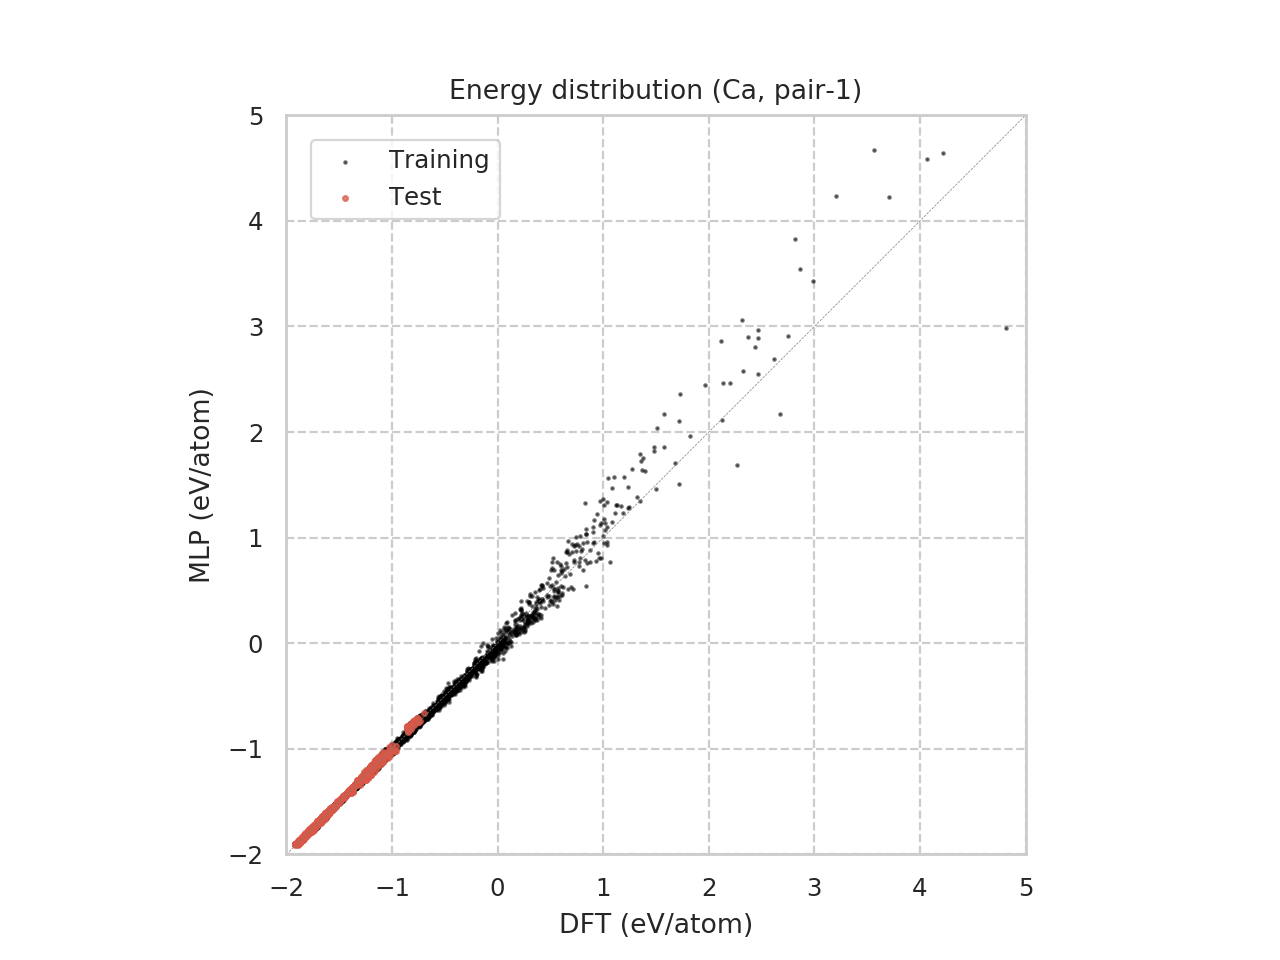 Energy distribution (Ca, pair-1)
Training
Test
5
4
3
2
1
0
−1
−2
MLP (eV/atom)
−2 −1 0 1 2 3 4 5
DFT (eV/atom)